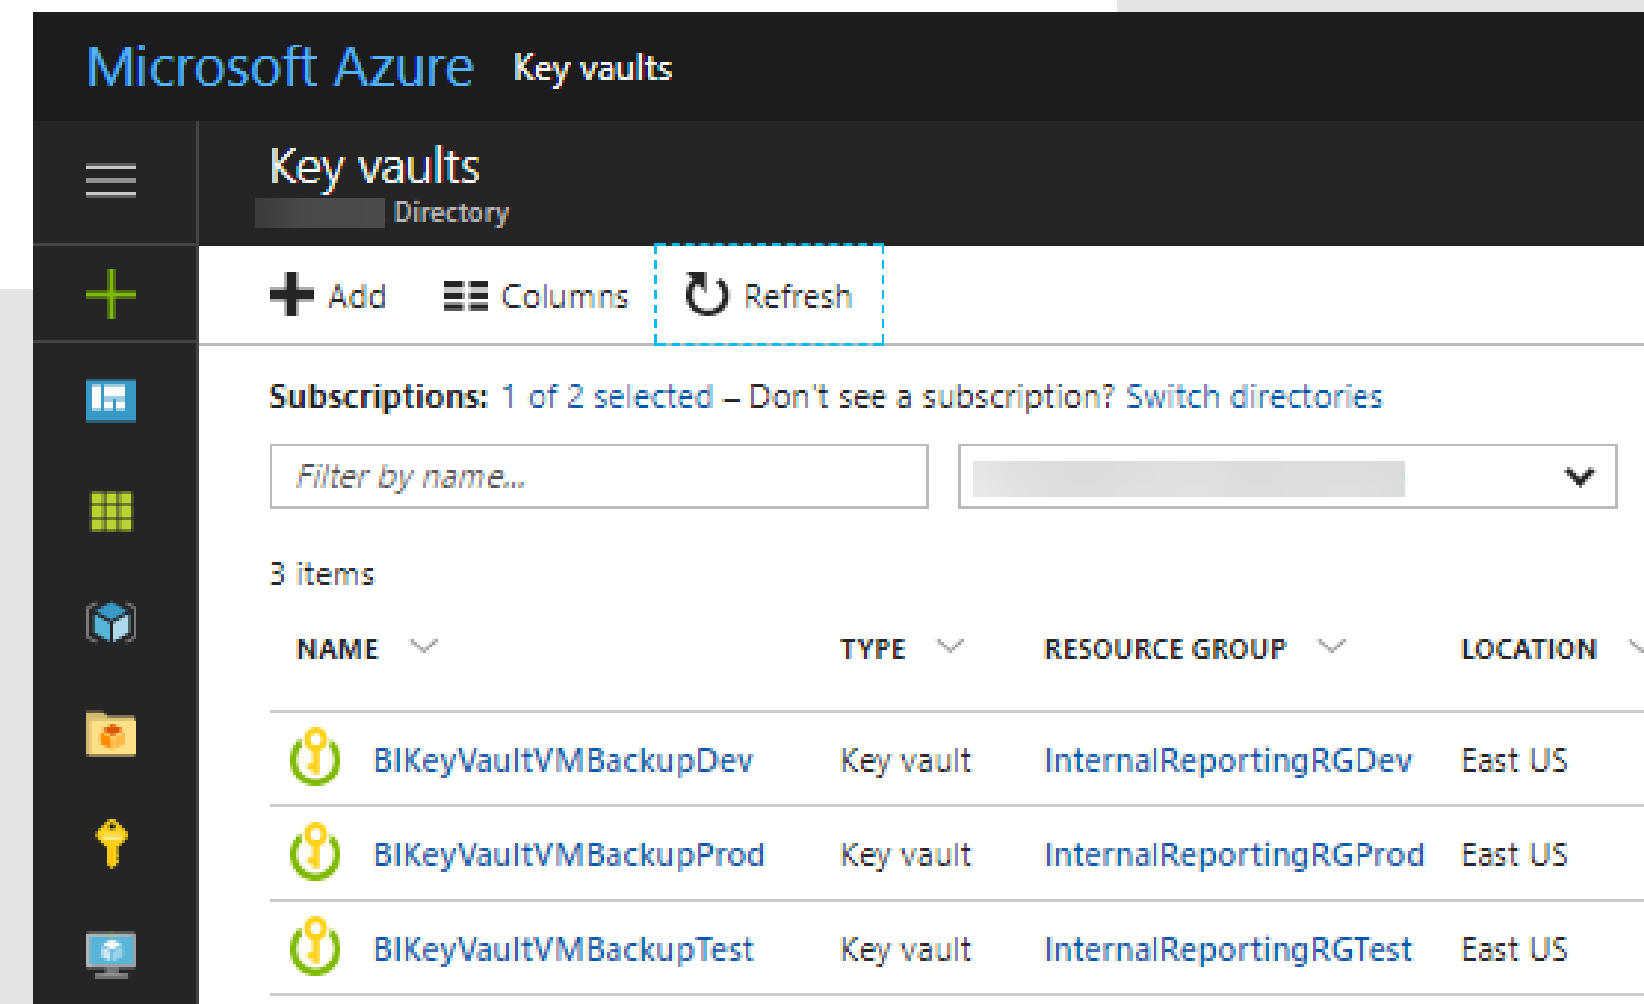 Microsoft Azure Key vaults
Key vaults
Directory
Add Columns Refresh
Subscriptions: 1 of 2 selected – Don't see a subscription? Switch directories
Filter by name...
3 items
NAME TYPE RESOURCE GROUP LOCATION
BIKeyVaultVMBackupDev Key vault InternalReportingRGDev East US
BIKeyVaultVMBackupProd Key vault InternalReportingRGProd East US
BIKeyVaultVMBackupTest Key vault InternalReportingRGTest East US